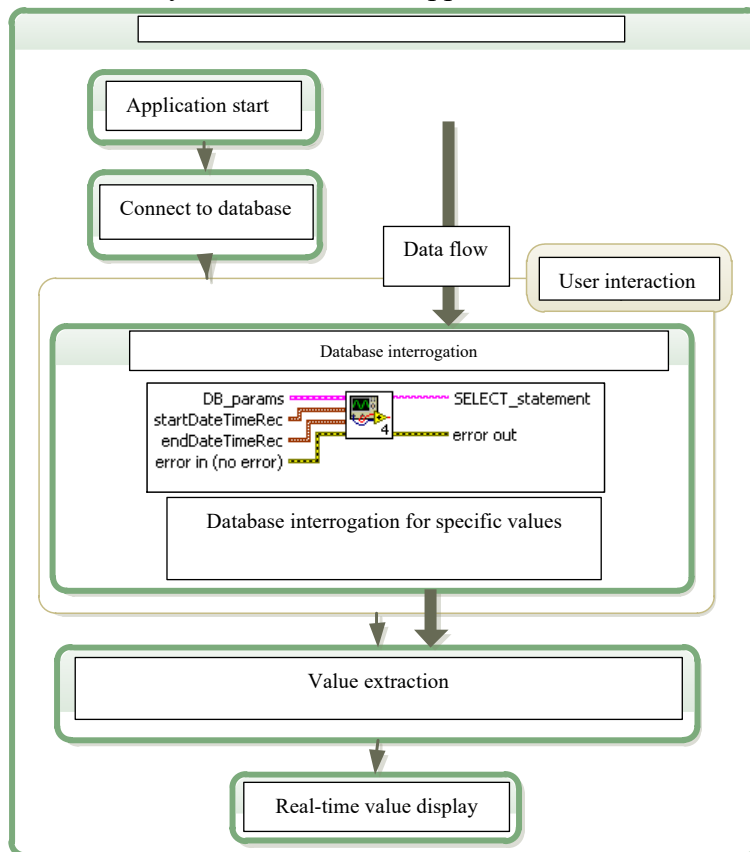 Application start
Connect to database
Data flow
User interaction
Database interrogation
DB_params
SELECT_statement
startDateTimeRec
endDateTimeRec
4
error out
error in (no error)
Database interrogation for specific values
Value extraction
Real-time value display